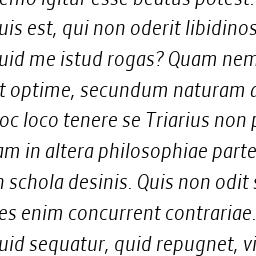 emo igitur esse beatus potest.
uis est, qui non oderit libidinos
uid me istud rogas? Quam nem
t optime, secundum naturam a
oc loco tenere se Triarius non p
am in altera philosophiae parte
n schola desinis. Quis non odit s
es enim concurrent contrariae.
uid sequatur, quid repugnet, vi